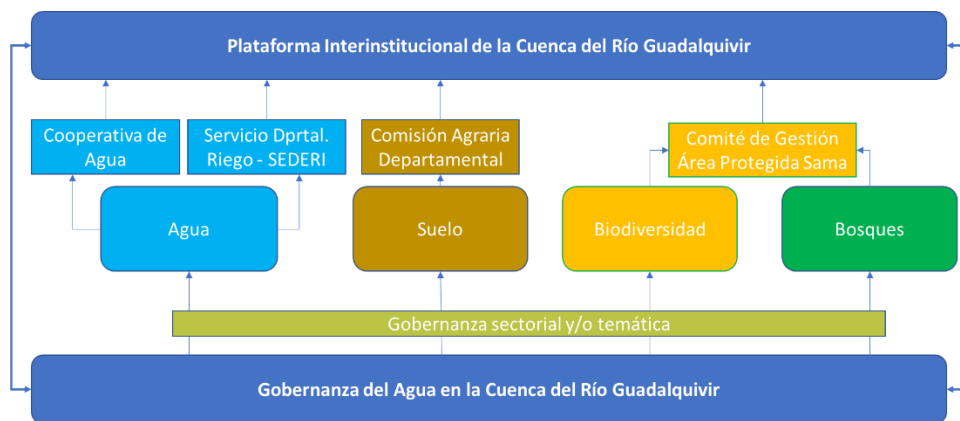 Plataforma Interinstitucional de la Cuenca del Río Guadalquivir
Cooperativa de
Agua
Servicio Dprtal.
Riego - SEDERI
Comisión Agraria
Departamental
Comité de Gestión
Área Protegida Sama
Agua
Suelo
Biodiversidad
Bosques
Gobernanza sectorial y/o temática
Gobernanza del Agua en la Cuenca del Río Guadalquivir